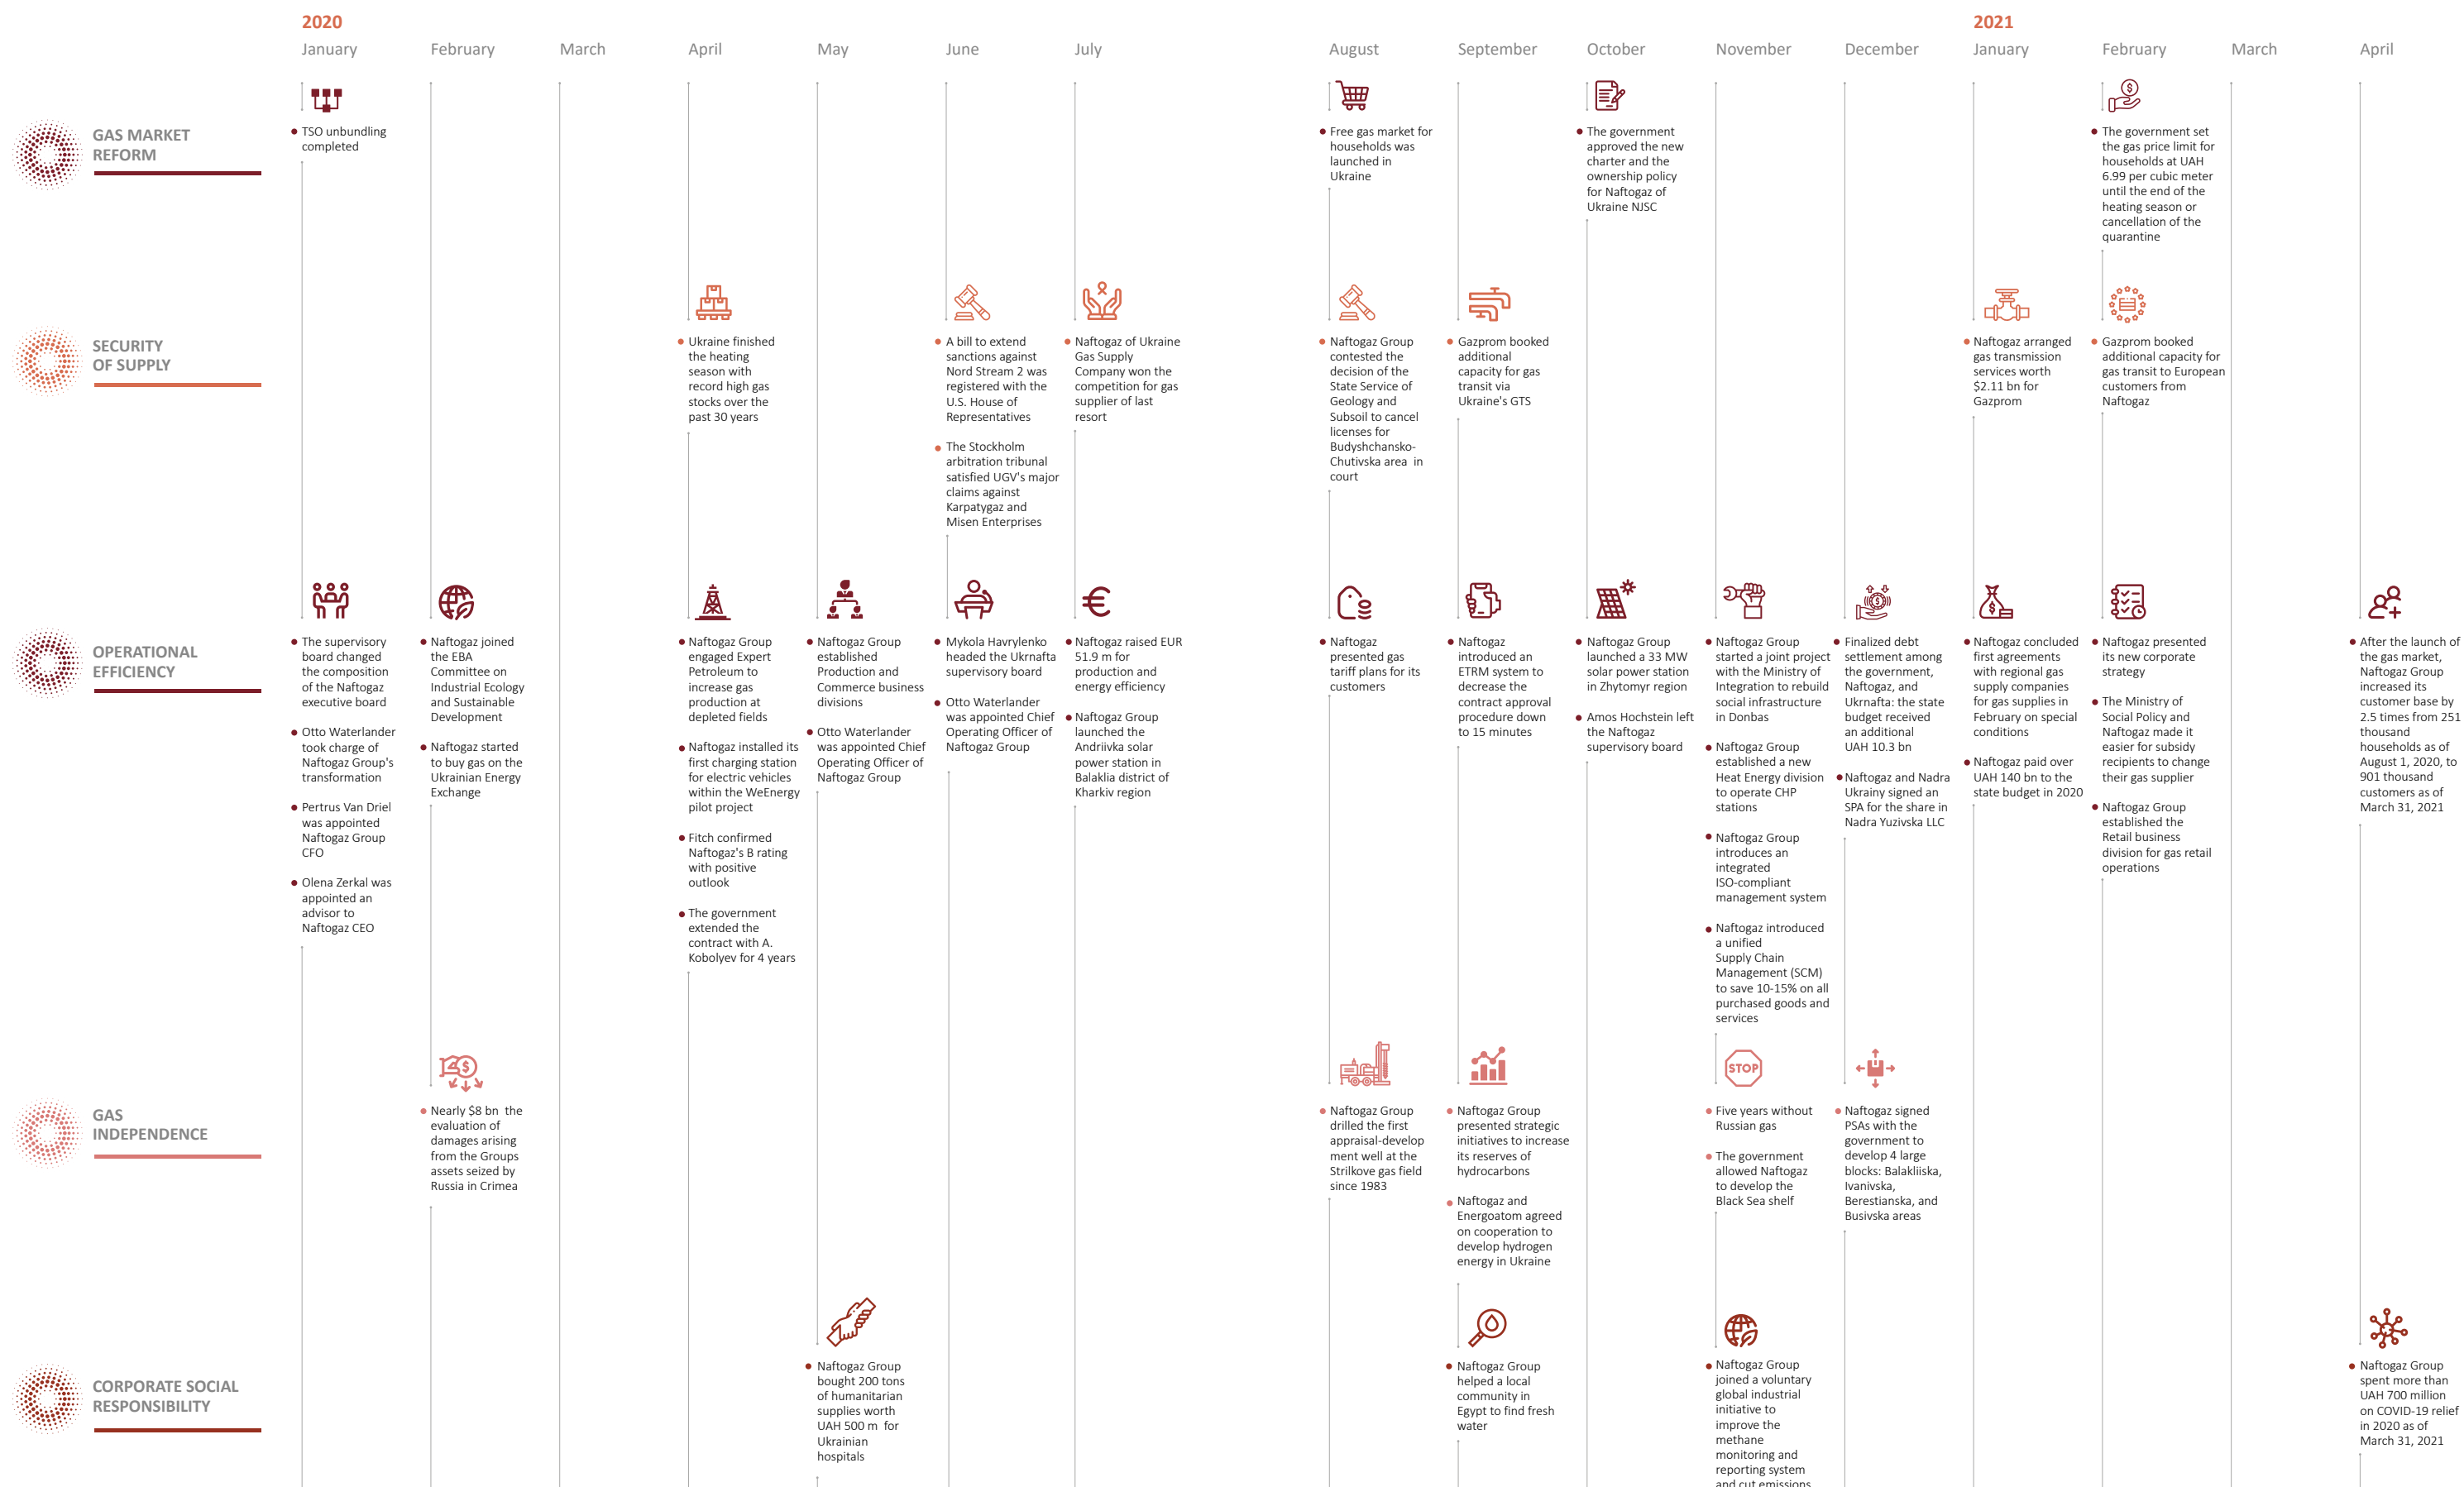 2020
2021
January
February
March
April
May
June
July
August
September
October
November
December
January
February
March
April
GAS MARKET
REFORM
TSO unbundling
completed
Free gas market for
households was
launched in
Ukraine
The government
approved the new
charter and the
ownership policy
for Naftogaz of
Ukraine NJSC
The government set
the gas price limit for
households at UAH
6.99 per cubic meter
until the end of the
heating season or
cancellation of the
quarantine
SECURITY
OF SUPPLY
Ukraine finished
the heating
season with
record high gas
stocks over the
past 30 years
A bill to extend
sanctions against
Nord Stream 2 was
registered with the
U.S. House of
Representatives
The Stockholm
arbitration tribunal
satisfied UGV's major
claims against
Karpatygaz and
Misen Enterprises
Naftogaz of Ukraine
Gas Supply
Company won the
competition for gas
supplier of last
resort
Naftogaz Group
contested the
decision of the
State Service of
Geology and
Subsoil to cancel
licenses for
Budyshchansko-
Chutivska area in
court
Gazprom booked
additional
capacity for gas
transit via
Ukraine's GTS
Naftogaz arranged
gas transmission
services worth
$2.11 bn for
Gazprom
Gazprom booked
additional capacity for
gas transit to European
customers from
Naftogaz
OPERATIONAL
EFFICIENCY
The supervisory
board changed
the composition
of the Naftogaz
executive board
Otto Waterlander
took charge of
Naftogaz Group's
transformation
Pertrus Van Driel
was appointed
Naftogaz Group
CFO
Olena Zerkal was
appointed an
advisor to
Naftogaz CEO
Naftogaz joined
the EBA
Committee on
Industrial Ecology
and Sustainable
Development
Naftogaz started
to buy gas on the
Ukrainian Energy
Exchange
Naftogaz Group
engaged Expert
Petroleum to
increase gas
production at
depleted fields
Naftogaz installed its
first charging station
for electric vehicles
within the WeEnergy
pilot project
Fitch confirmed
Naftogaz's B rating
with positive
outlook
The government
extended the
contract with A.
Kobolyev for 4 years
Naftogaz Group
established
Production and
Commerce business
divisions
Otto Waterlander
was appointed Chief
Operating Officer of
Naftogaz Group
Mykola Havrylenko
headed the Ukrnafta
supervisory board
Otto Waterlander
was appointed Chief
Operating Officer of
Naftogaz Group
Naftogaz raised EUR
51.9 m for
production and
energy efficiency
Naftogaz Group
launched the
Andriivka solar
power station in
Balaklia district of
Kharkiv region
Naftogaz
presented gas
tariff plans for its
customers
Naftogaz
introduced an
ETRM system to
decrease the
contract approval
procedure down
to 15 minutes
Naftogaz Group
launched a 33 MW
solar power station
in Zhytomyr region
Amos Hochstein left
the Naftogaz
supervisory board
Naftogaz Group
started a joint project
with the Ministry of
Integration to rebuild
social infrastructure
in Donbas
Naftogaz Group
established a new
Heat Energy division
to operate CHP
stations
Naftogaz Group
introduces an
integrated
ISO-compliant
management system
Naftogaz introduced
a unified
Supply Chain
Management (SCM)
to save 10-15% on all
purchased goods and
services
Finalized debt
settlement among
the government,
Naftogaz, and
Ukrnafta: the state
budget received
an additional
UAH 10.3 bn
Naftogaz and Nadra
Ukrainy signed an
SPA for the share in
Nadra Yuzivska LLC
Naftogaz concluded
first agreements
with regional gas
supply companies
for gas supplies in
February on special
conditions
Naftogaz paid over
UAH 140 bn to the
state budget in 2020
Naftogaz presented
its new corporate
strategy
The Ministry of
Social Policy and
Naftogaz made it
easier for subsidy
recipients to change
their gas supplier
Naftogaz Group
established the
Retail business
division for gas retail
operations
After the launch of
the gas market,
Naftogaz Group
increased its
customer base by
2.5 times from 251
thousand
households as of
August 1, 2020, to
901 thousand
customers as of
March 31, 2021
STOP
GAS
INDEPENDENCE
Nearly $8 bn the
evaluation of
damages arising
from the Groups
assets seized by
Russia in Crimea
Naftogaz Group
drilled the first
appraisal-develop
ment well at the
Strilkove gas field
since 1983
Naftogaz Group
presented strategic
initiatives to increase
its reserves of
hydrocarbons
Naftogaz and
Energoatom agreed
on cooperation to
develop hydrogen
energy in Ukraine
Five years without
Russian gas
The government
allowed Naftogaz
to develop the
Black Sea shelf
Naftogaz signed
PSAs with the
government to
develop 4 large
blocks: Balakliiska,
Ivanivska,
Berestianska, and
Busivska areas
CORPORATE SOCIAL
RESPONSIBILITY
Naftogaz Group
bought 200 tons
of humanitarian
supplies worth
UAH 500 m for
Ukrainian
hospitals
Naftogaz Group
helped a local
community in
Egypt to find fresh
water
Naftogaz Group
joined a voluntary
global industrial
initiative to
improve the
methane
monitoring and
reporting system
and cut emissions
Naftogaz Group
spent more than
UAH 700 million
on COVID-19 relief
in 2020 as of
March 31, 2021